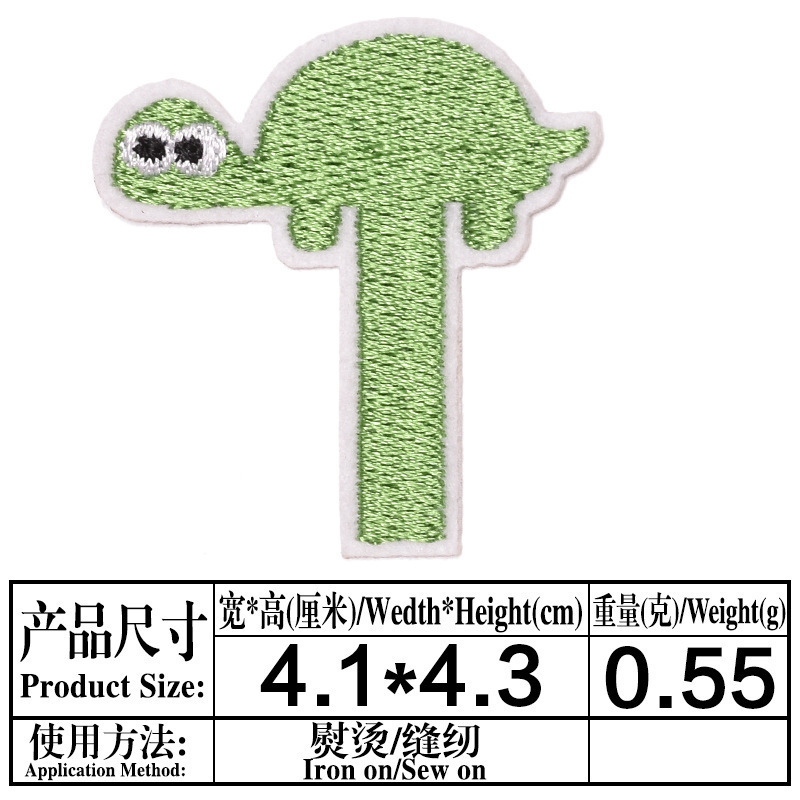 产品尺寸
Product Size:
宽*高(厘米)/Wedth*Height(cm)
重量(克)/Weight(g)
4.1*4.3
0.55
使用方法:
Application Method:
熨烫/缝纫
Iron on/Sew on